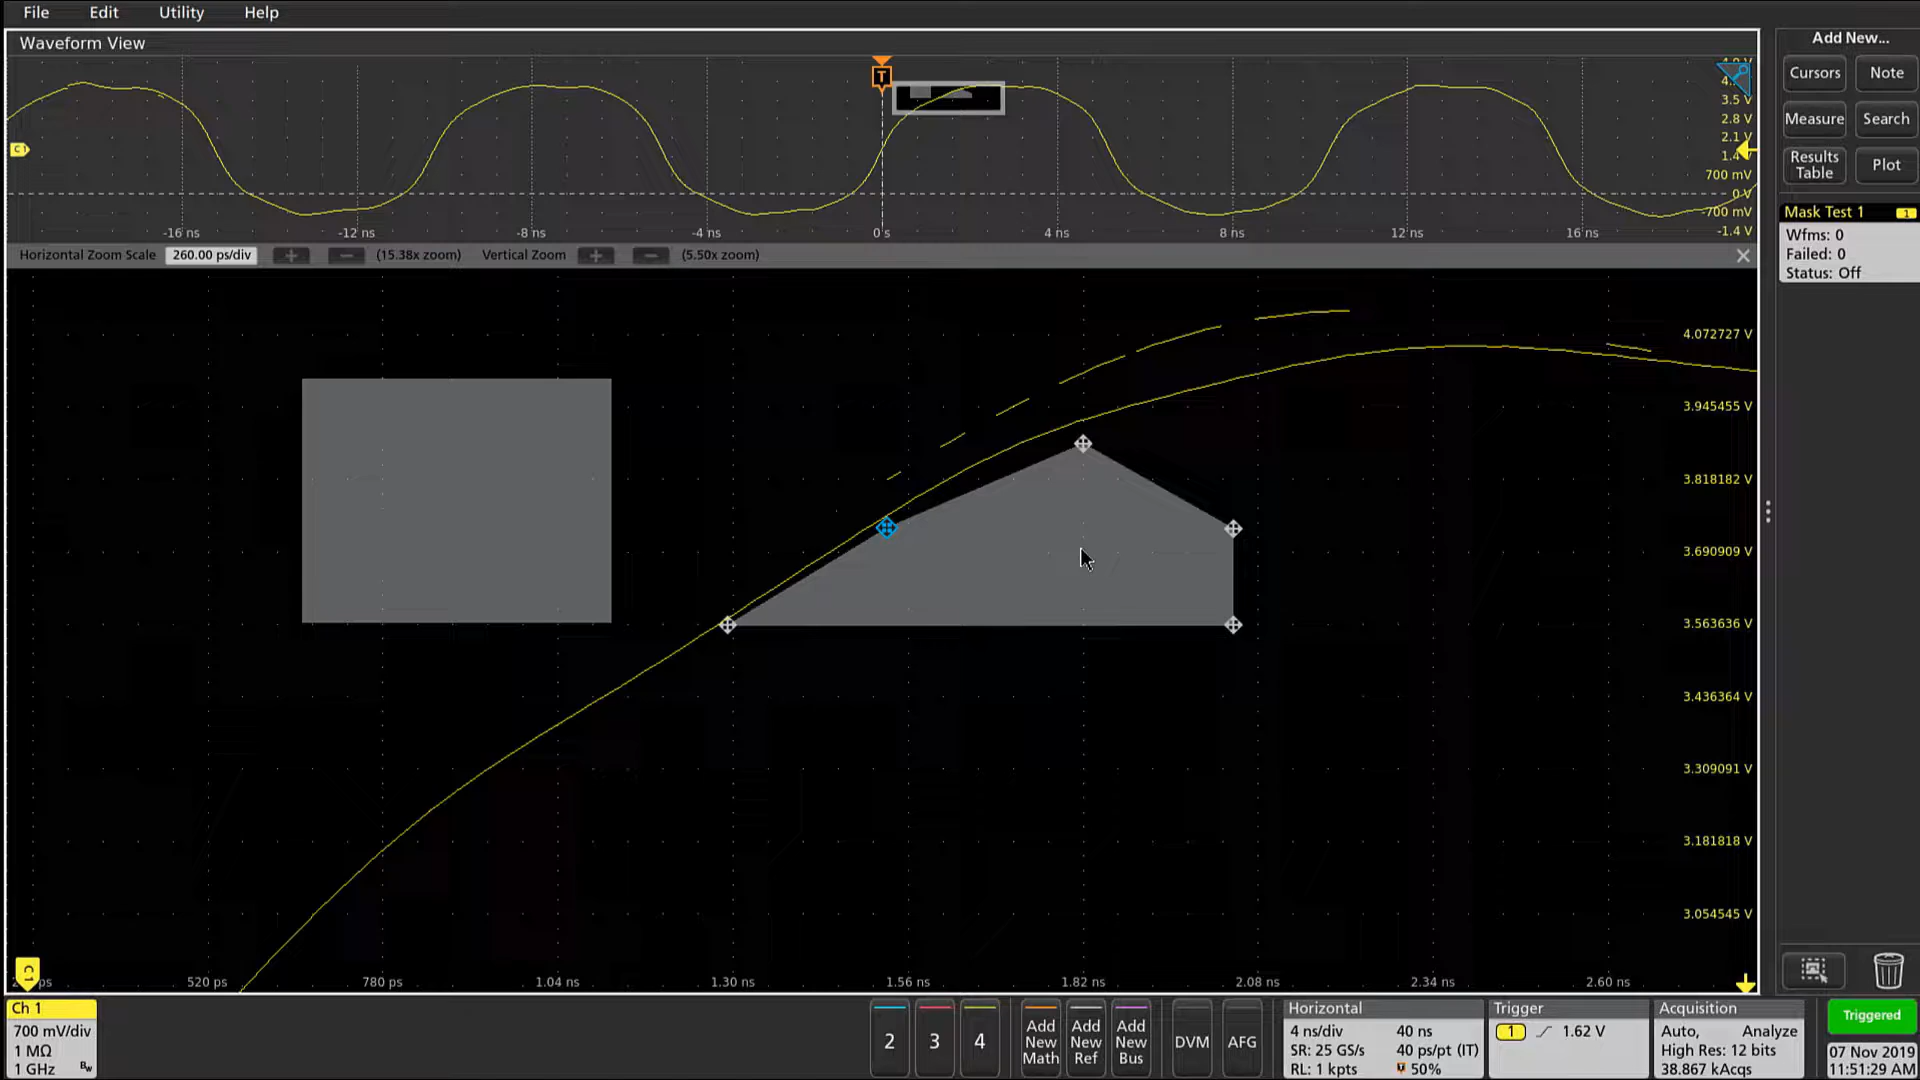 File Edit Utility Help
Waveform View
Add New...
Cursors Note
Measure Search
Results Table Plot
Mask Test 1 1
Wfms: 0
Failed: 0
Status: Off
T
C1
3.5 V
2.8 V
2.1 V
1.4
700 mV
0 V
-700 mV
-1.4 V
-16 ns -12 ns -8 ns -4 ns 0 s 4 ns 8 ns 12 ns 16 ns
Horizontal Zoom Scale 260.00 ps/div + - (15.38x zoom) Vertical Zoom + - (5.50x zoom)
4.072727 V
3.945455 V
3.818182 V
3.690909 V
3.563636 V
3.436364 V
3.309091 V
3.181818 V
3.054545 V
C1
ps 520 ps 780 ps 1.04 ns 1.30 ns 1.56 ns 1.82 ns 2.08 ns 2.34 ns 2.60 ns
Ch 1
700 mV/div
1 MΩ
1 GHz Bw
2 3 4
Add New Math
Add New Ref
Add New Bus
DVM
AFG
Horizontal
4 ns/div 40 ns
SR: 25 GS/s 40 ps/pt (IT)
RL: 1 kpts 50%
Trigger
1 1.62 V
Acquisition
Auto, Analyze
High Res: 12 bits
38.867 kAcqs
Triggered
07 Nov 2019
11:51:29 AM